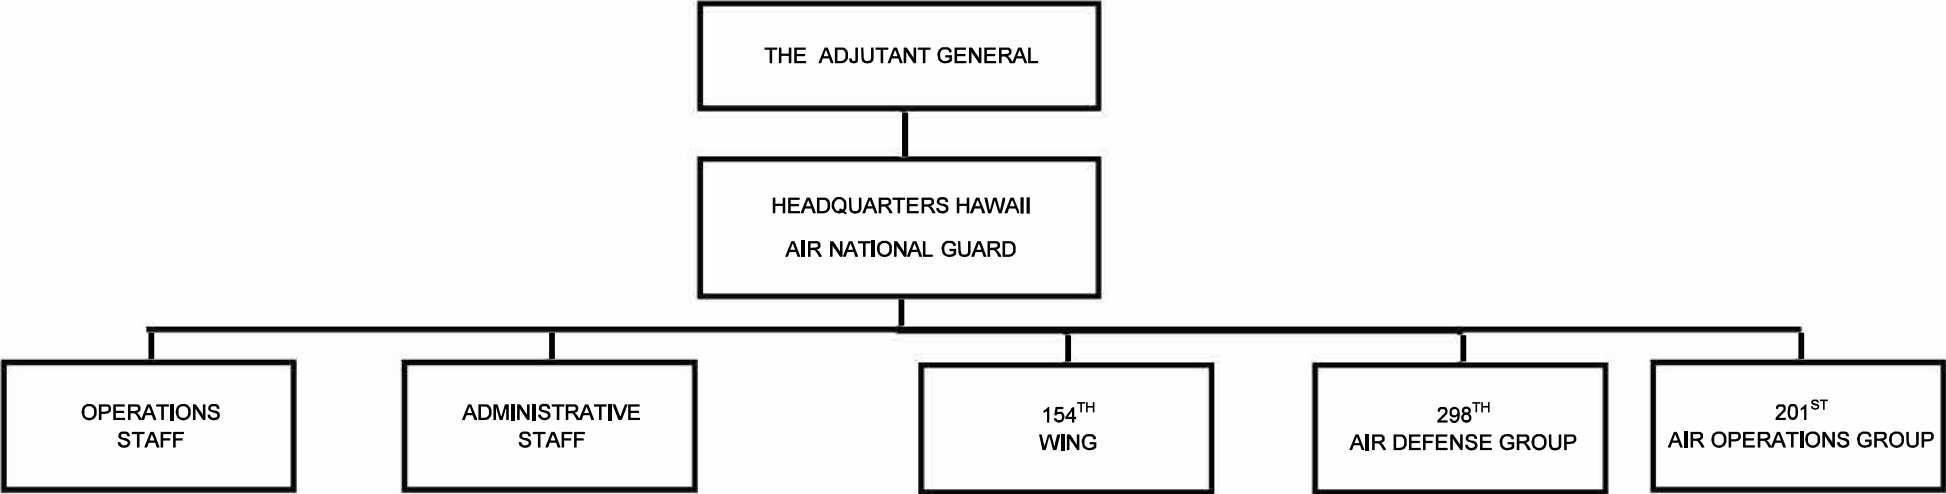 THE ADJUTANT GENERAL
HEADQUARTERS HAWAII
AIR NATIONAL GUARD
OPERATIONS
STAFF
ADMINISTRATIVE
STAFF
154TH
WING
298TH
AIR DEFENSE GROUP
201ST
AIR OPERATIONS GROUP